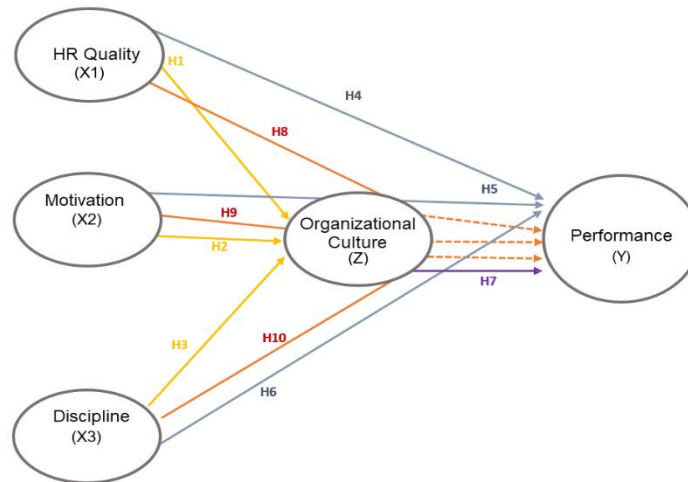 HR Quality
(X1)
H1
H4
H8
Motivation
(X2)
H5
H9
H2
Organizational
Culture
(Z)
Performance
(Y)
H7
H3
H10
H6
Discipline
(X3)